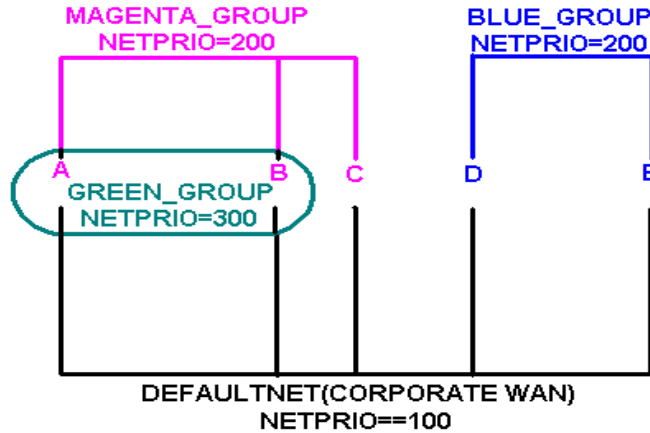 MAGENTA_GROUP
NETPRIO=200
BLUE_GROUP
NETPRIO=200
A
B
C
D
E
GREEN_GROUP
NETPRIO=300
DEFAULTNET(CORPORATE WAN)
NETPRIO==100